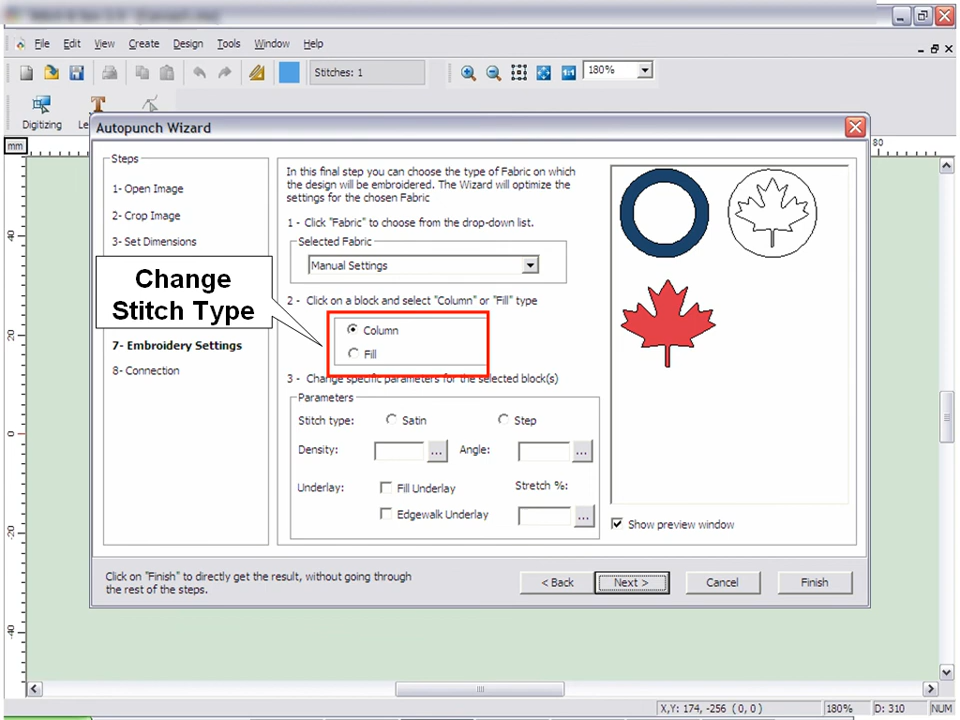 File Edit View Create Design Tools Window Help
Stitches: 1
180%
Digitizing
mm
80
Autopunch Wizard
Steps
1- Open Image
2- Crop Image
3- Set Dimensions
Change
Stitch Type
7- Embroidery Settings
8- Connection
In this final step you can choose the type of Fabric on which
the design will be embroidered. The Wizard will optimize the
settings for the chosen Fabric
1 - Click "Fabric" to choose from the drop-down list.
Selected Fabric
Manual Settings
2 - Click on a block and select "Column" or "Fill" type
Column
Fill
3 - Change specific parameters for the selected block(s)
Parameters
Stitch type: Satin Step
Density: ... Angle: ...
Underlay: Fill Underlay Stretch %:
Edgewalk Underlay ...
Show preview window
Click on "Finish" to directly get the result, without going through
the rest of the steps.
< Back Next > Cancel Finish
40
20
0
-20
-40
X,Y: 174, -256 ( 0, 0 ) 180% D: 310 NUM